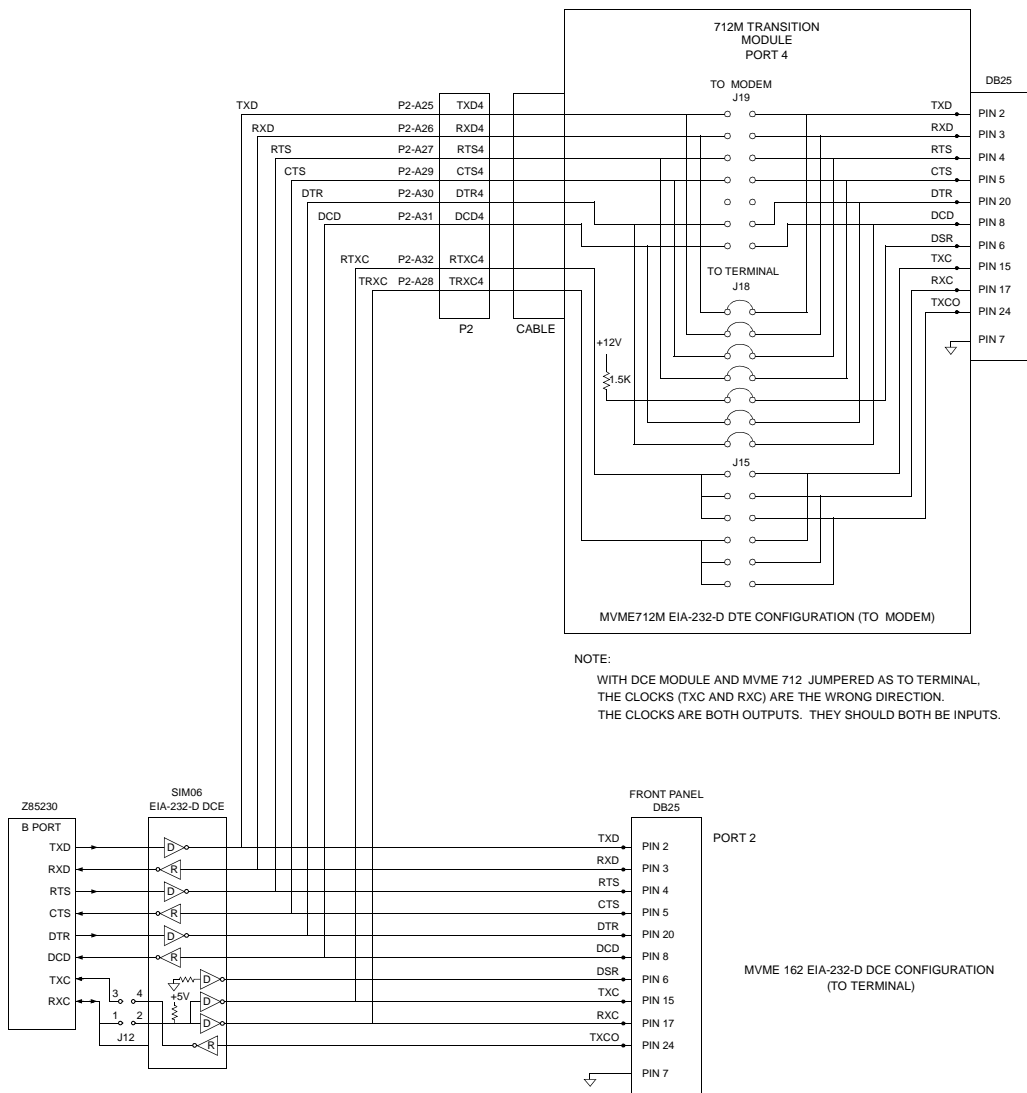 712M TRANSITION
MODULE
PORT 4
DB25
TO MODEM
J19
TXD P2-A25 TXD4 TXD PIN 2
RXD P2-A26 RXD4 RXD PIN 3
RTS P2-A27 RTS4 RTS PIN 4
CTS P2-A29 CTS4 CTS PIN 5
DTR P2-A30 DTR4 DTR PIN 20
DCD P2-A31 DCD4 DCD PIN 8
DSR PIN 6
RTXC P2-A32 RTXC4 TXC PIN 15
TRXC P2-A28 TRXC4 RXC PIN 17
TO TERMINAL
J18
TXCO PIN 24
P2 CABLE
+12V
PIN 7
1.5K
J15
MVME712M EIA-232-D DTE CONFIGURATION (TO MODEM)
NOTE:
WITH DCE MODULE AND MVME 712 JUMPERED AS TO TERMINAL,
THE CLOCKS (TXC AND RXC) ARE THE WRONG DIRECTION.
THE CLOCKS ARE BOTH OUTPUTS. THEY SHOULD BOTH BE INPUTS.
Z85230
SIM06
EIA-232-D DCE
FRONT PANEL
DB25
B PORT
PORT 2
TXD D TXD PIN 2
RXD R RXD PIN 3
RTS D RTS PIN 4
CTS R CTS PIN 5
DTR D DTR PIN 20
DCD R DCD PIN 8
TXC D DSR PIN 6
MVME 162 EIA-232-D DCE CONFIGURATION
(TO TERMINAL)
RXC 3 4 +5V D TXC PIN 15
1 2 D RXC PIN 17
J12 R TXCO PIN 24
PIN 7